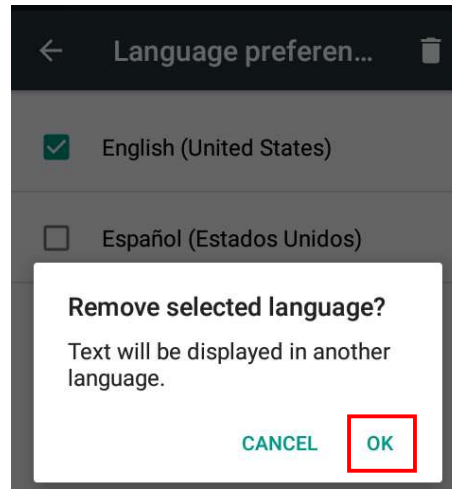 Language preferen...
English (United States)
Español (Estados Unidos)
Remove selected language?
Text will be displayed in another
language.
CANCEL OK